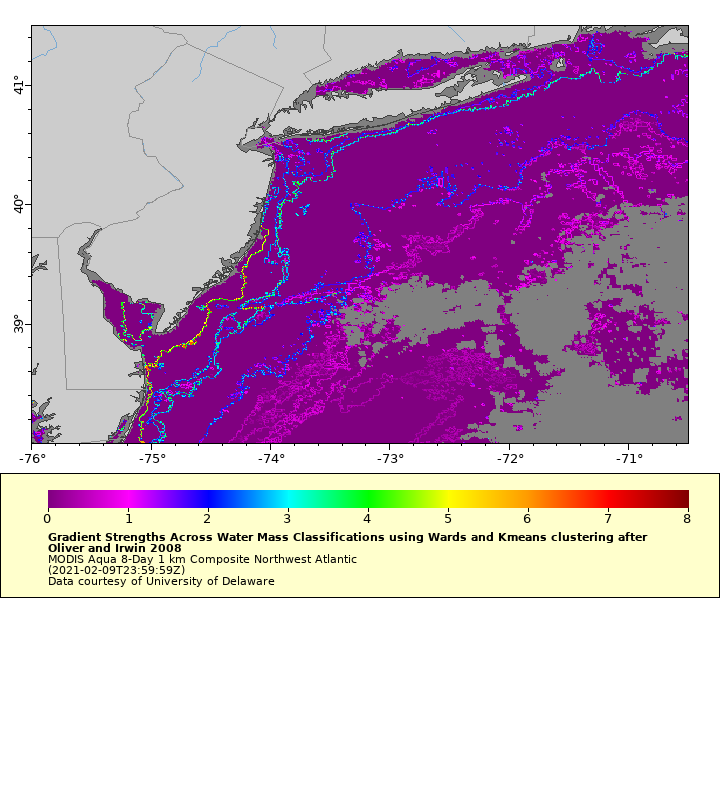 41°
40°
39°
-76° -75° -74° -73° -72° -71°
0 1 2 3 4 5 6 7 8
Gradient Strengths Across Water Mass Classifications using Wards and Kmeans clustering after
Oliver and Irwin 2008
MODIS Aqua 8-Day 1 km Composite Northwest Atlantic
(2021-02-09T23:59:59Z)
Data courtesy of University of Delaware